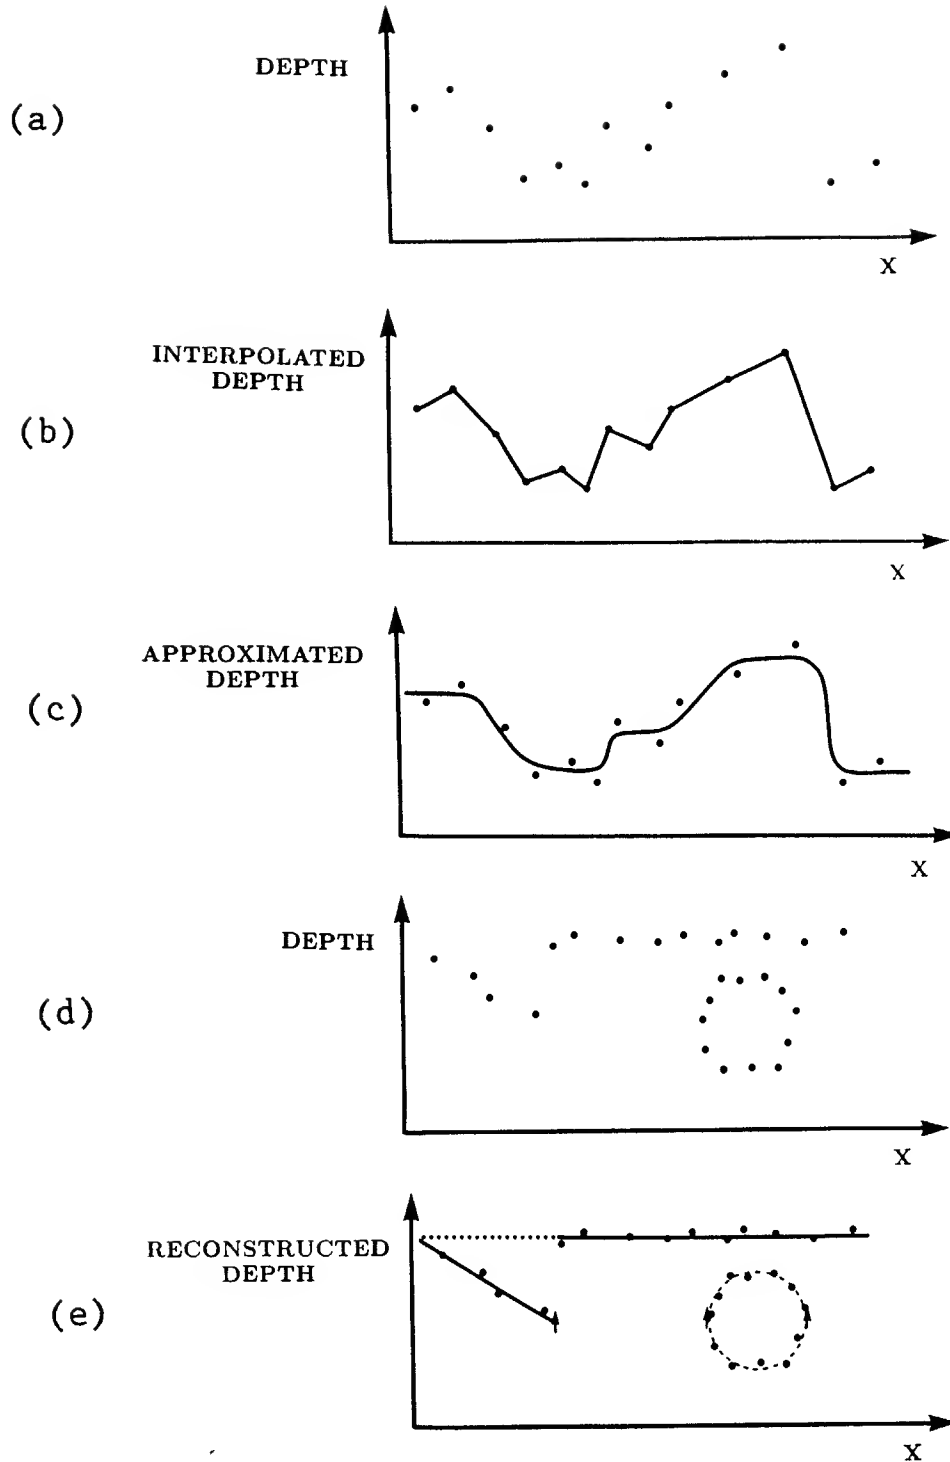 (a)
DEPTH
X
(b)
INTERPOLATED
DEPTH
X
(c)
APPROXIMATED
DEPTH
X
(d)
DEPTH
X
(e)
RECONSTRUCTED
DEPTH
X